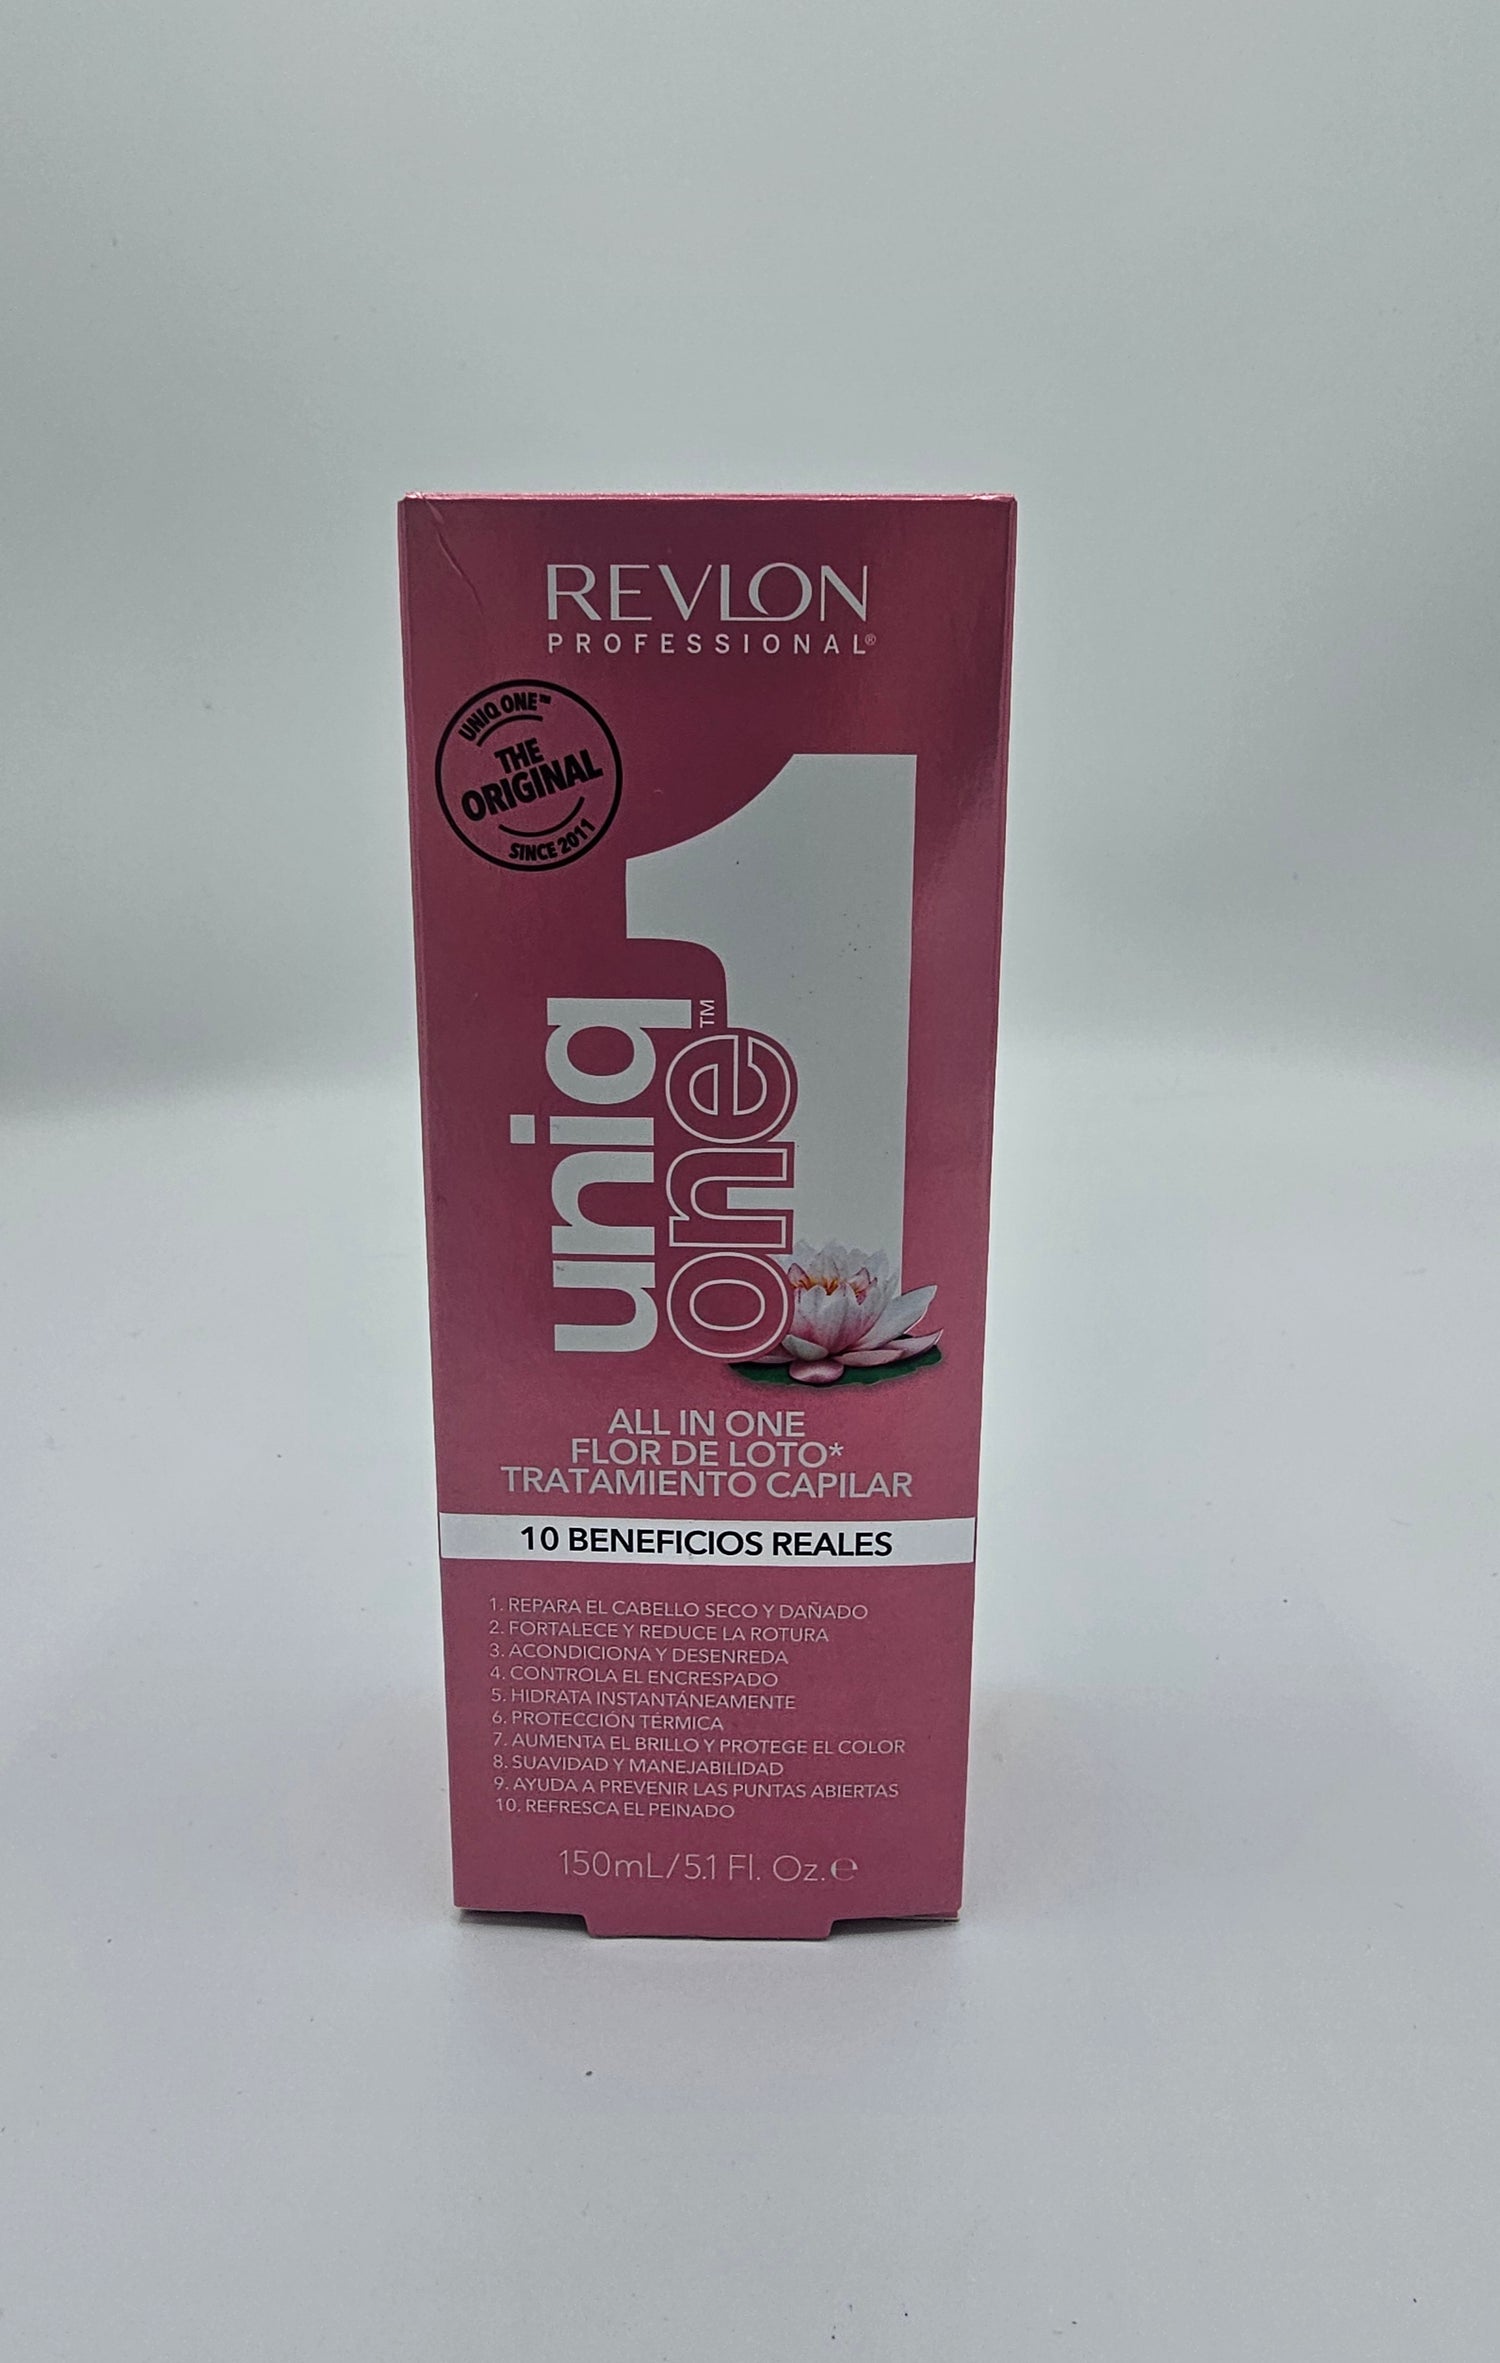 REVLON
PROFESSIONAL®
UNIQ ONE™
THE
ORIGINAL
SINCE 2011
1
uniq
one™
ALL IN ONE
FLOR DE LOTO*
TRATAMIENTO CAPILAR
10 BENEFICIOS REALES
1. REPARA EL CABELLO SECO Y DAÑADO
2. FORTALECE Y REDUCE LA ROTURA
3. ACONDICIONA Y DESENREDA
4. CONTROLA EL ENCRESPADO
5. HIDRATA INSTANTÁNEAMENTE
6. PROTECCIÓN TÉRMICA
7. AUMENTA EL BRILLO Y PROTEGE EL COLOR
8. SUAVIDAD Y MANEJABILIDAD
9. AYUDA A PREVENIR LAS PUNTAS ABIERTAS
10. REFRESCA EL PEINADO
150mL/5.1 Fl. Oz.℮